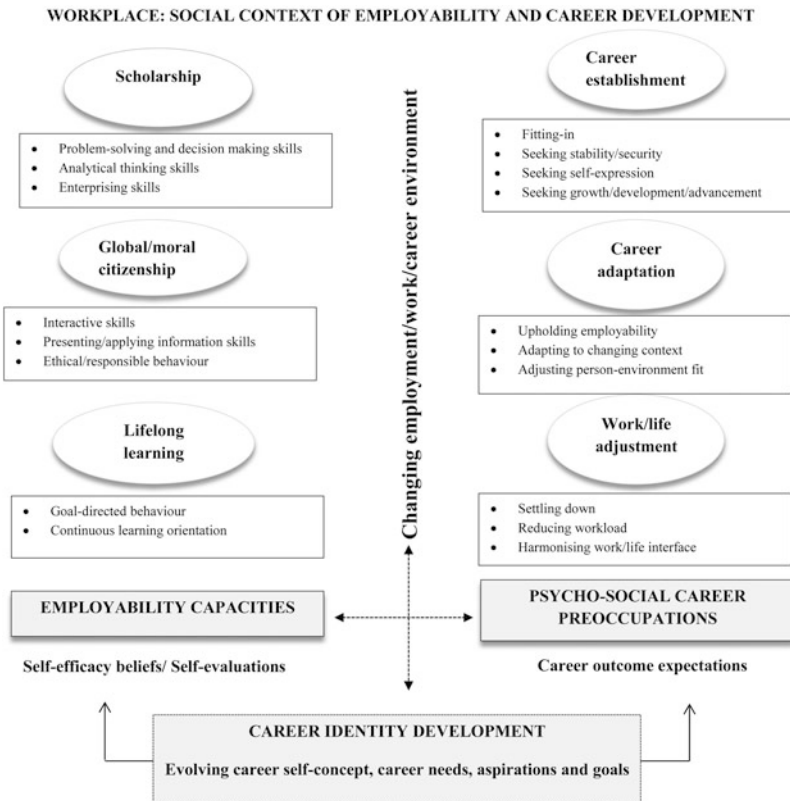 WORKPLACE: SOCIAL CONTEXT OF EMPLOYABILITY AND CAREER DEVELOPMENT
Scholarship
• Problem-solving and decision making skills
• Analytical thinking skills
• Enterprising skills
Global/moral
citizenship
• Interactive skills
• Presenting/applying information skills
• Ethical/responsible behaviour
Lifelong
learning
• Goal-directed behaviour
• Continuous learning orientation
EMPLOYABILITY CAPACITIES
Self-efficacy beliefs/ Self-evaluations
Changing employment/work/career environment
Career
establishment
• Fitting-in
• Seeking stability/security
• Seeking self-expression
• Seeking growth/development/advancement
Career
adaptation
• Upholding employability
• Adapting to changing context
• Adjusting person-environment fit
Work/life
adjustment
• Settling down
• Reducing workload
• Harmonising work/life interface
PSYCHO-SOCIAL CAREER
PREOCCUPATIONS
Career outcome expectations
CAREER IDENTITY DEVELOPMENT
Evolving career self-concept, career needs, aspirations and goals